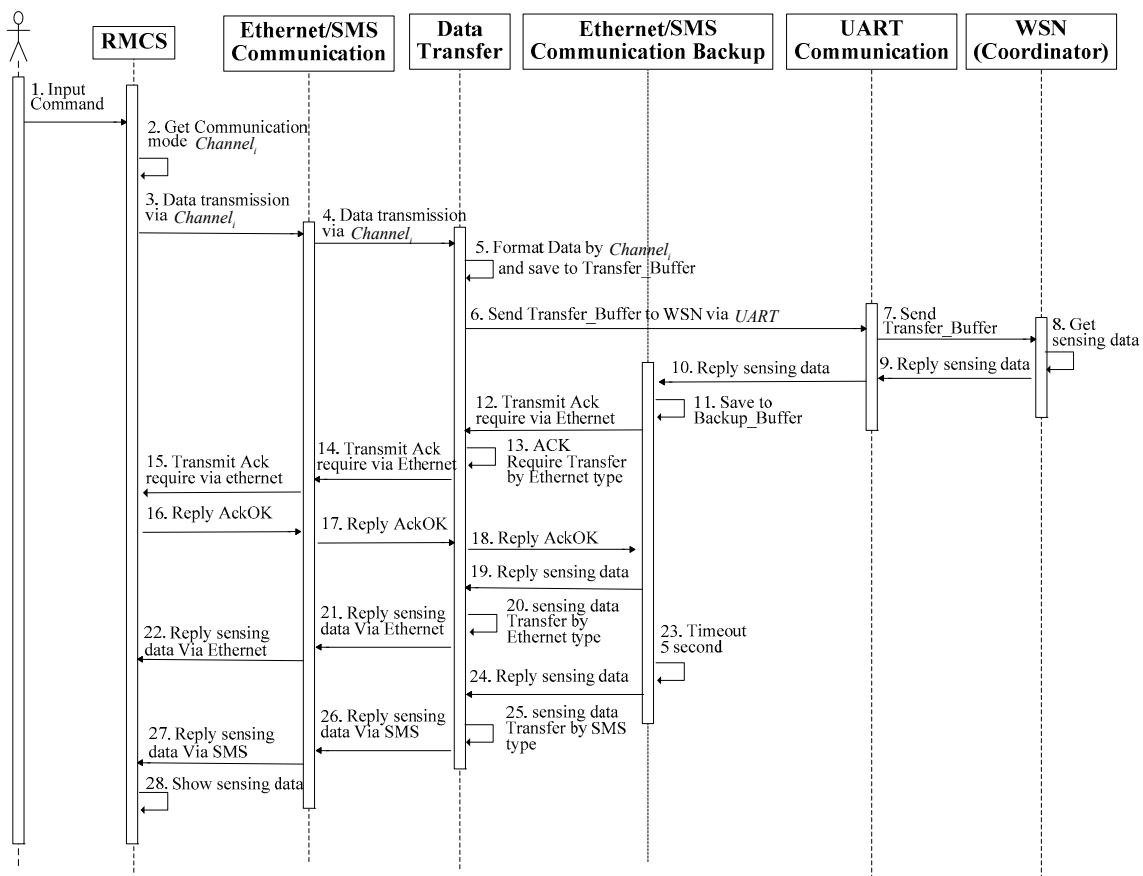 RMCS
Ethernet/SMS
Communication
Data
Transfer
Ethernet/SMS
Communication Backup
UART
Communication
WSN
(Coordinator)
1. Input
Command
2. Get Communication
mode Channel_i
3. Data transmission
via Channel_i
4. Data transmission
via Channel_i
5. Format Data by Channel_i
and save to Transfer_Buffer
6. Send Transfer_Buffer to WSN via UART
7. Send
Transfer_Buffer
8. Get
sensing data
9. Reply sensing data
10. Reply sensing data
11. Save to
Backup_Buffer
12. Transmit Ack
require via Ethernet
13. ACK
Require Transfer
by Ethernet type
14. Transmit Ack
require via Ethernet
15. Transmit Ack
require via ethernet
16. Reply AckOK
17. Reply AckOK
18. Reply AckOK
19. Reply sensing data
20. sensing data
Transfer by
Ethernet type
21. Reply sensing
data Via Ethernet
22. Reply sensing
data Via Ethernet
23. Timeout
5 second
24. Reply sensing data
25. sensing data
Transfer by SMS
type
26. Reply sensing
data Via SMS
27. Reply sensing
data Via SMS
28. Show sensing data